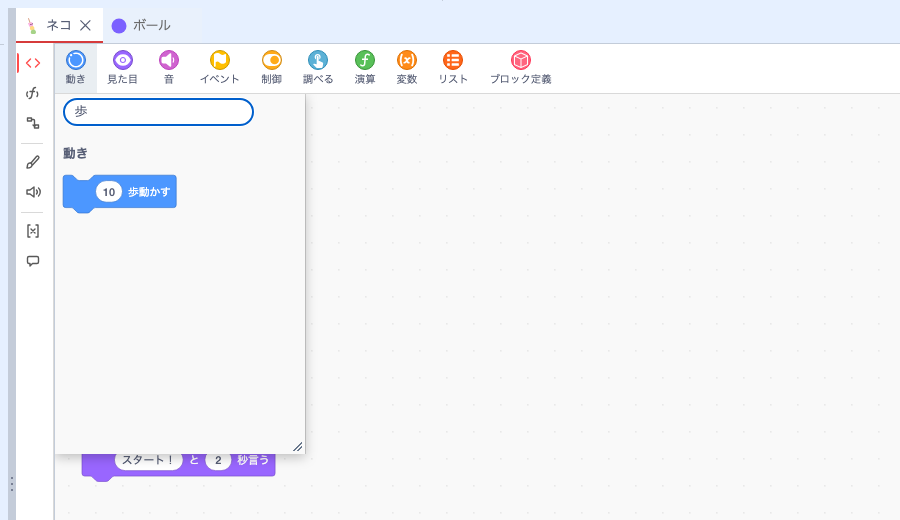 ネコ
ボール
動き 見た目 音 イベント 制御 調べる 演算 変数 リスト ブロック定義
歩
動き
10 歩動かす
スタート! と 2 秒言う